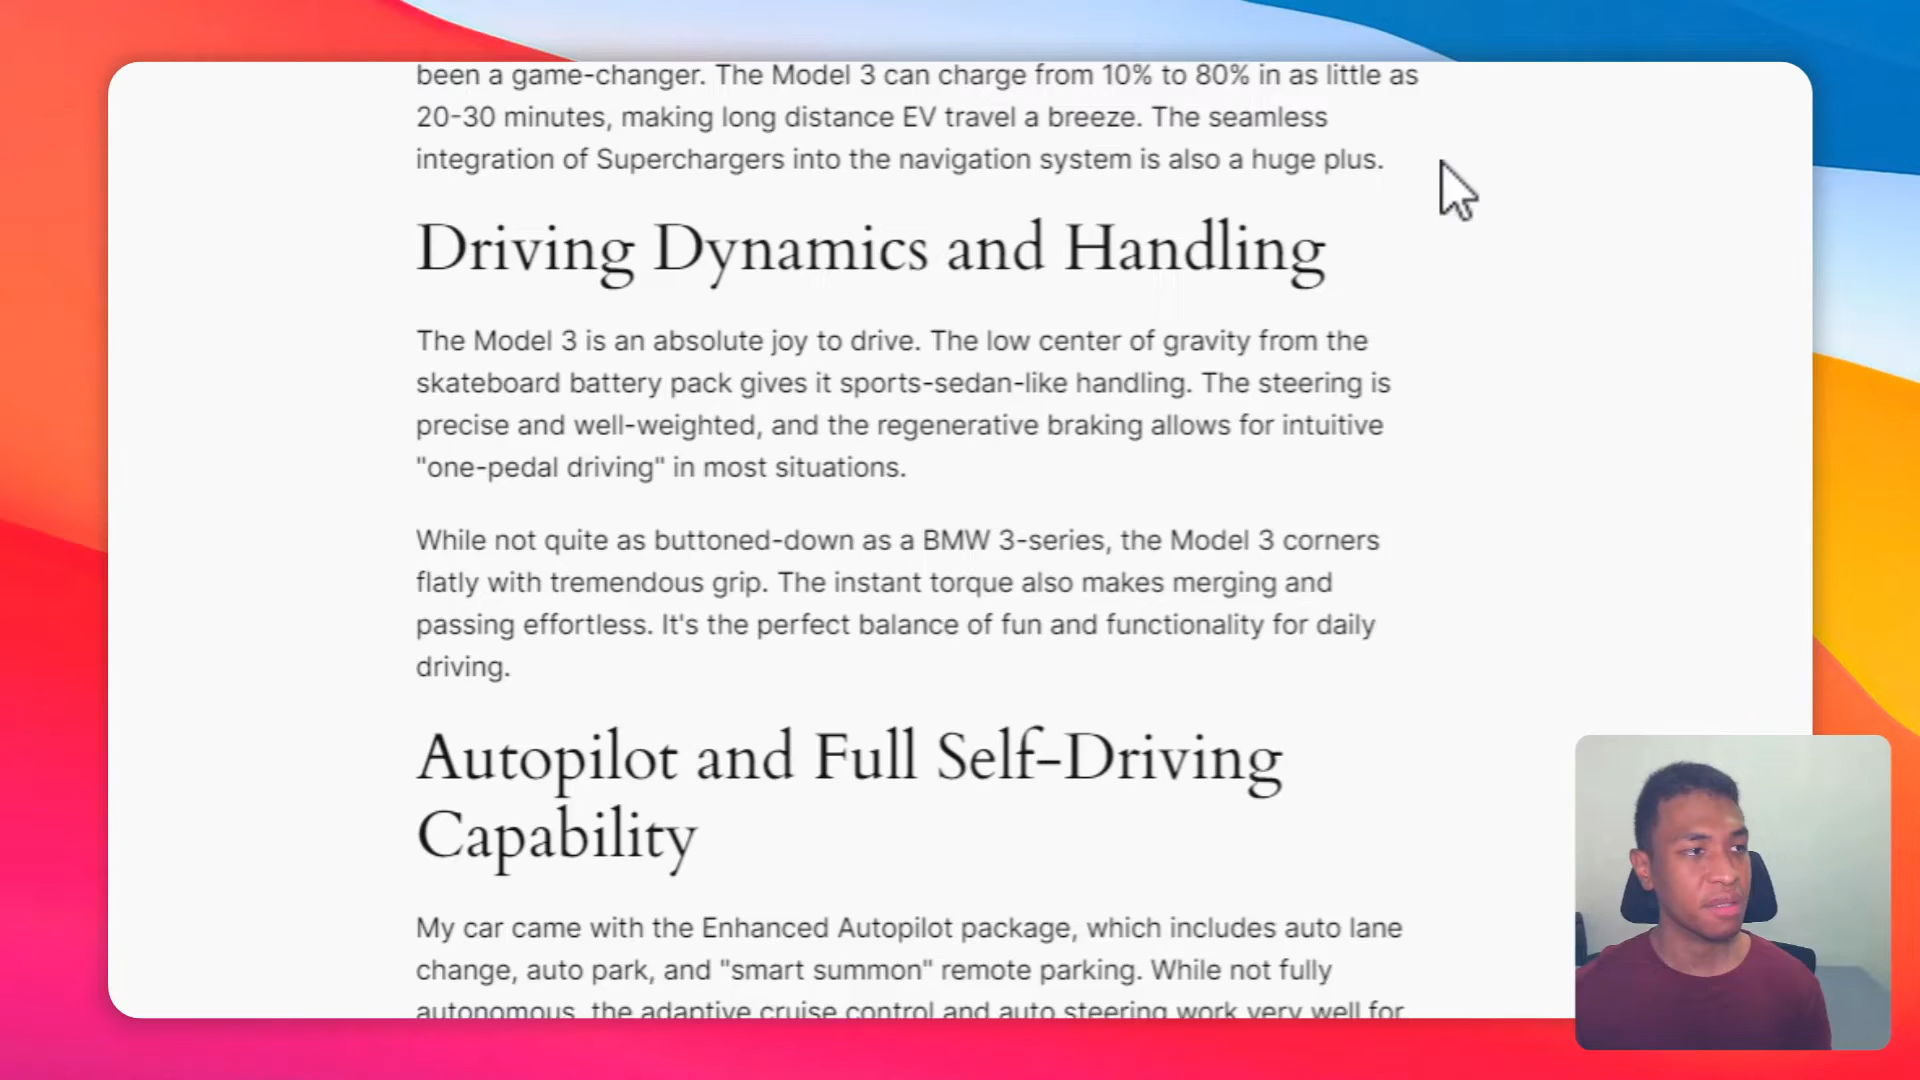 been a game-changer. The Model 3 can charge from 10% to 80% in as little as
20-30 minutes, making long distance EV travel a breeze. The seamless
integration of Superchargers into the navigation system is also a huge plus.
Driving Dynamics and Handling
The Model 3 is an absolute joy to drive. The low center of gravity from the
skateboard battery pack gives it sports-sedan-like handling. The steering is
precise and well-weighted, and the regenerative braking allows for intuitive
"one-pedal driving" in most situations.
While not quite as buttoned-down as a BMW 3-series, the Model 3 corners
flatly with tremendous grip. The instant torque also makes merging and
passing effortless. It's the perfect balance of fun and functionality for daily
driving.
Autopilot and Full Self-Driving
Capability
My car came with the Enhanced Autopilot package, which includes auto lane
change, auto park, and "smart summon" remote parking. While not fully
autonomous, the adaptive cruise control and auto steering work very well for